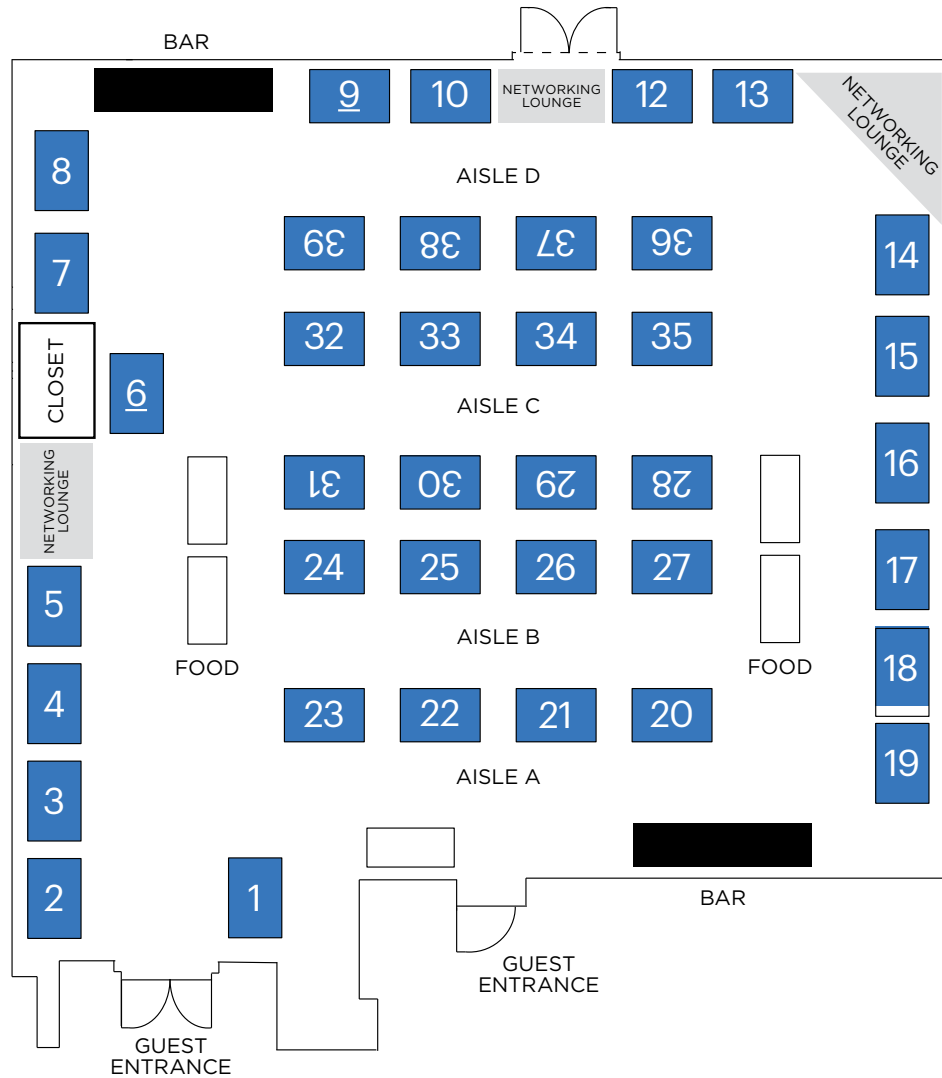 BAR
9
10
NETWORKING
LOUNGE
12
13
NETWORKING
LOUNGE
8
AISLE D
39
38
37
36
14
7
32
33
34
35
15
CLOSET
6
AISLE C
16
NETWORKING
LOUNGE
31
30
29
28
24
25
26
27
17
5
AISLE B
FOOD
FOOD
18
4
23
22
21
20
19
AISLE A
3
2
1
BAR
GUEST
ENTRANCE
GUEST
ENTRANCE